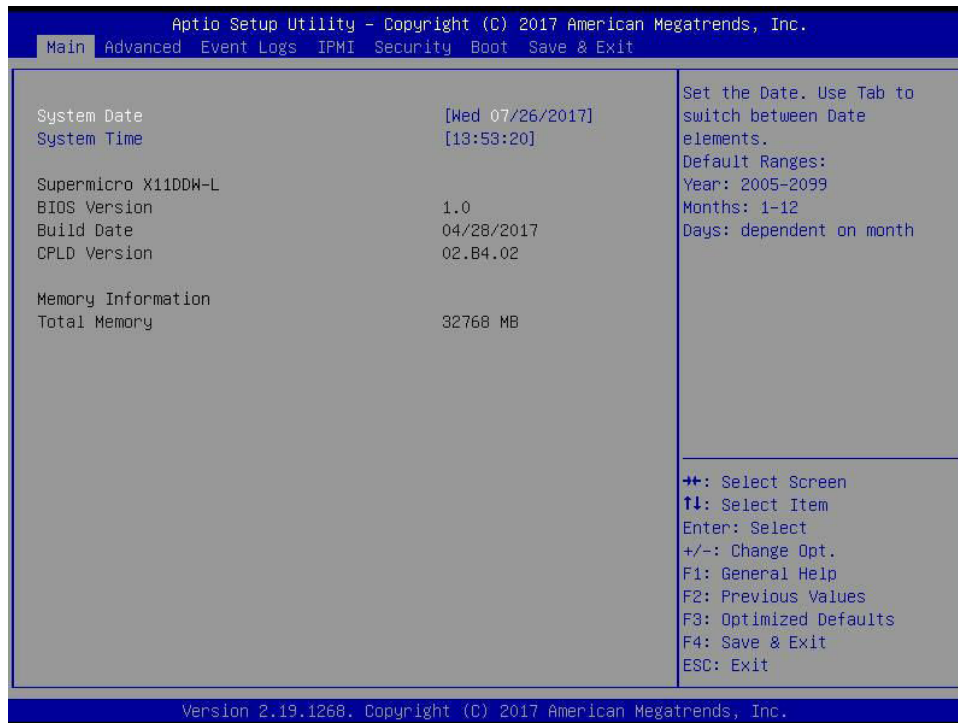 Aptio Setup Utility – Copyright (C) 2017 American Megatrends, Inc.
Main Advanced Event Logs IPMI Security Boot Save & Exit
System Date [Wed 07/26/2017]
System Time [13:53:20]
Supermicro X11DDW-L
BIOS Version 1.0
Build Date 04/28/2017
CPLD Version 02.B4.02
Memory Information
Total Memory 32768 MB
Set the Date. Use Tab to
switch between Date
elements.
Default Ranges:
Year: 2005-2099
Months: 1-12
Days: dependent on month
→←: Select Screen
↑↓: Select Item
Enter: Select
+/-: Change Opt.
F1: General Help
F2: Previous Values
F3: Optimized Defaults
F4: Save & Exit
ESC: Exit
Version 2.19.1268. Copyright (C) 2017 American Megatrends, Inc.